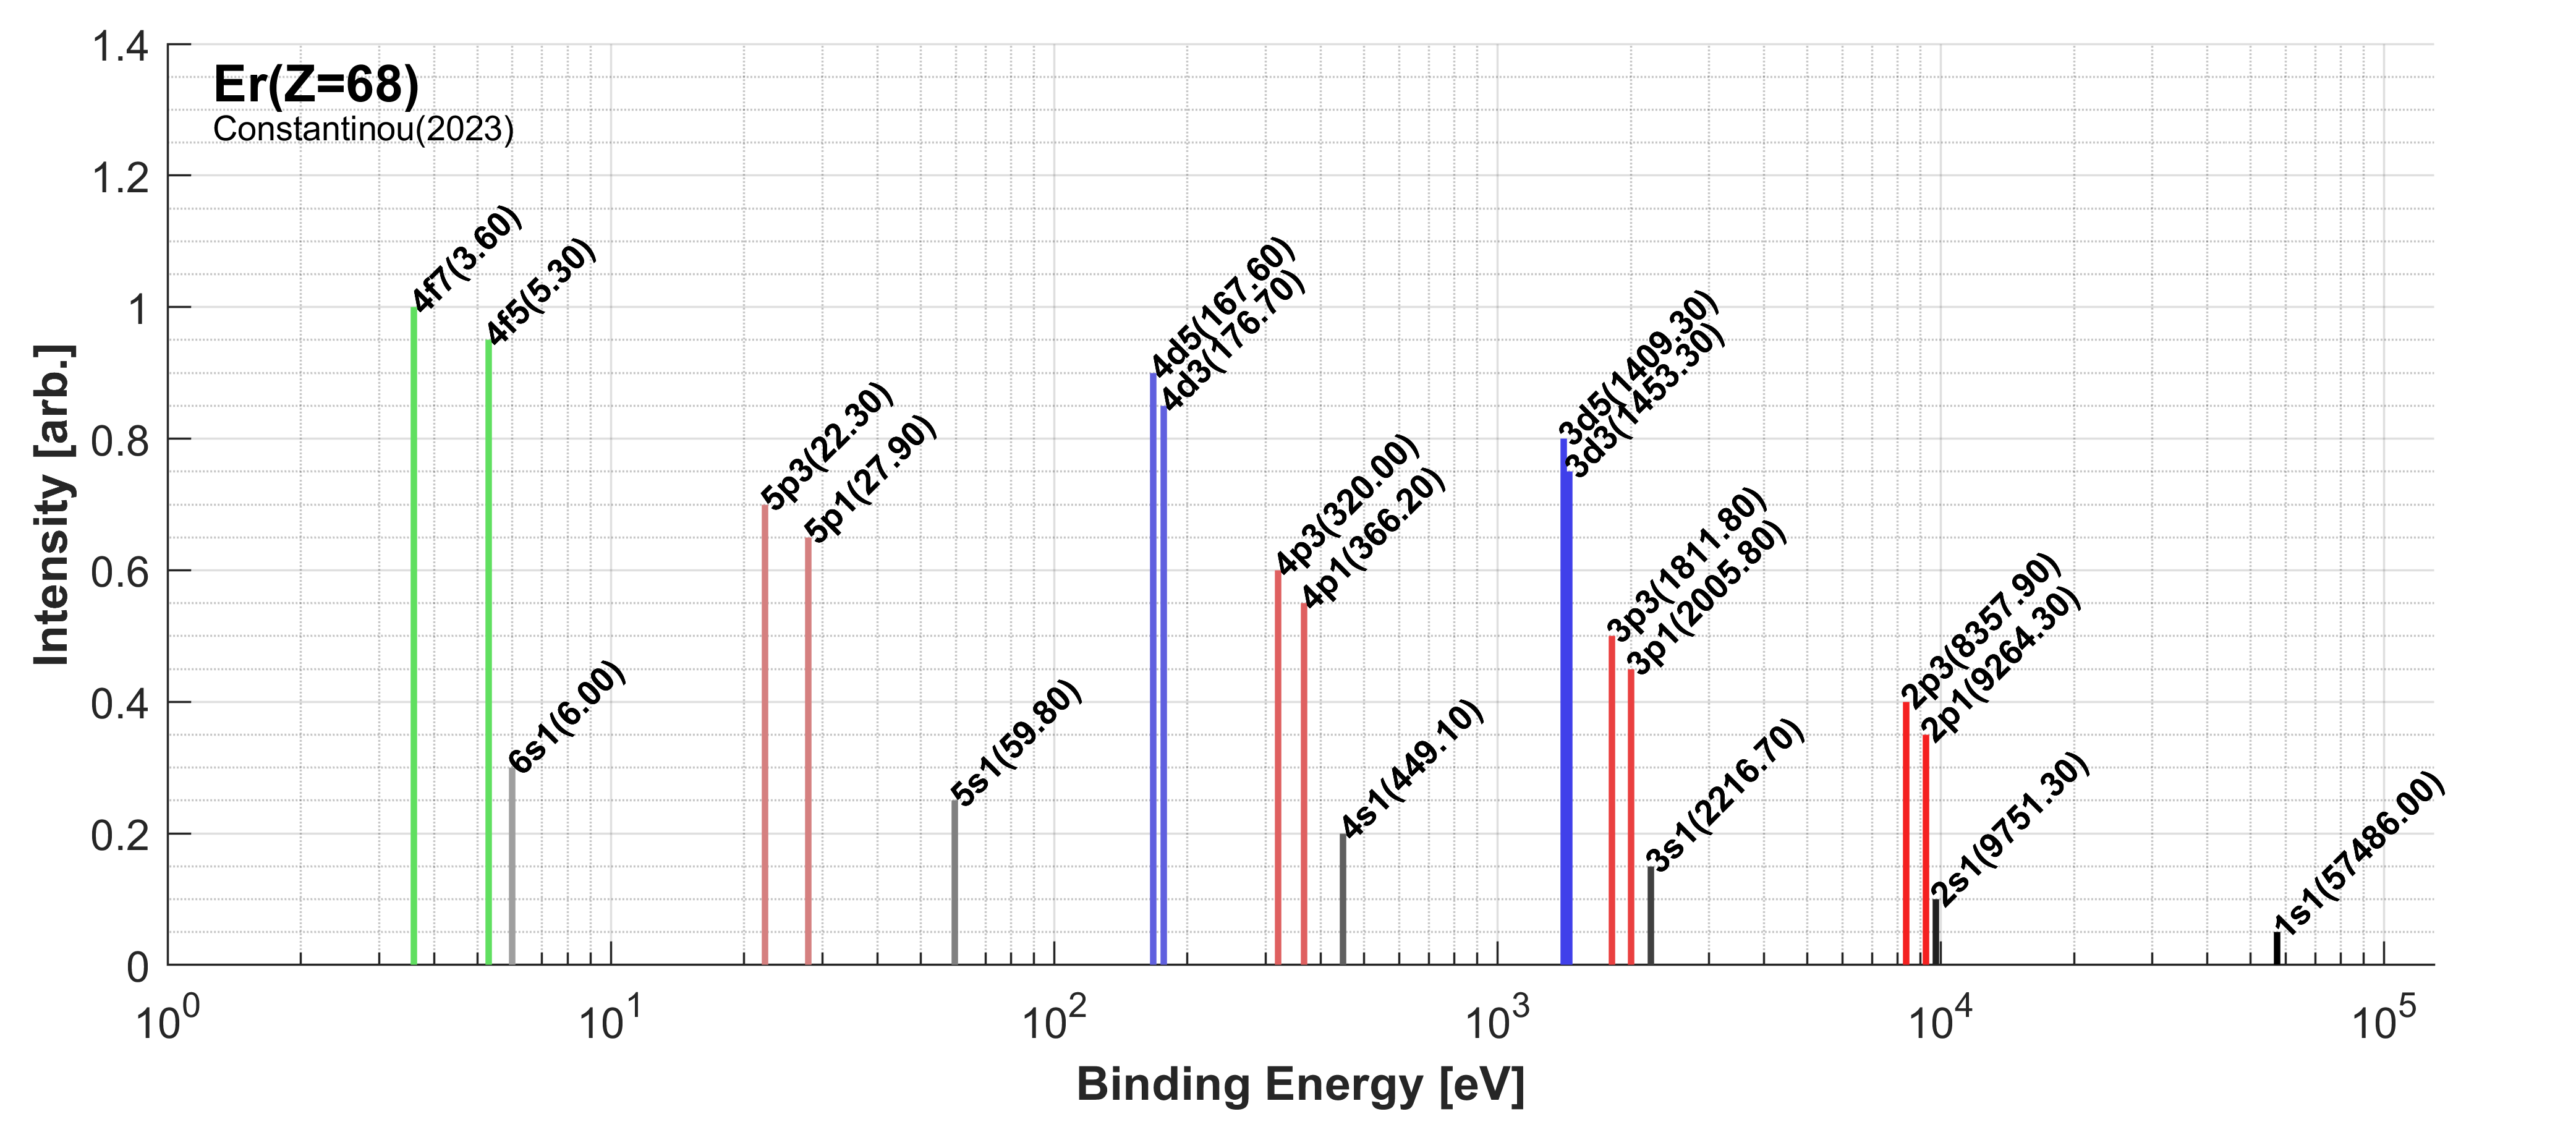 Er(Z=68)
Constantinou(2023)
Intensity [arb.]
1.4
1.2
1
0.8
0.6
0.4
0.2
0
4f7(3.60)
4f5(5.30)
6s1(6.00)
5p3(22.30)
5p1(27.90)
5s1(59.80)
4d5(167.60)
4d3(176.70)
4p3(320.00)
4p1(366.20)
4s1(449.10)
3d5(1409.30)
3d3(1453.30)
3p3(1811.80)
3p1(2005.80)
3s1(2216.70)
2p3(8357.90)
2p1(9264.30)
2s1(9751.30)
1s1(57486.00)
10^0
10^1
10^2
10^3
10^4
10^5
Binding Energy [eV]